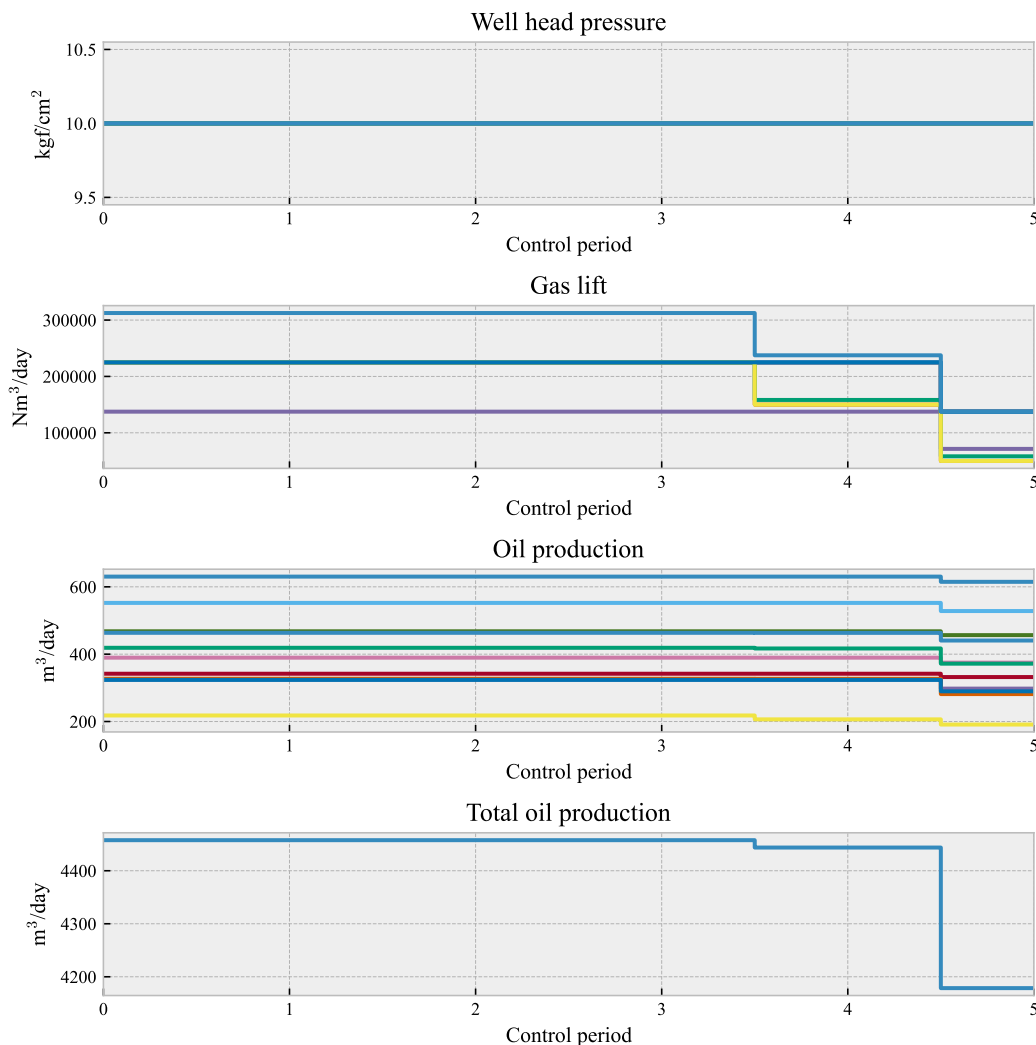 Well head pressure
kgf/cm²
10.5
10.0
9.5
0 1 2 3 4 5
Control period
Gas lift
Nm³/day
300000
200000
100000
0 1 2 3 4 5
Control period
Oil production
m³/day
600
400
200
0 1 2 3 4 5
Control period
Total oil production
m³/day
4400
4300
4200
0 1 2 3 4 5
Control period